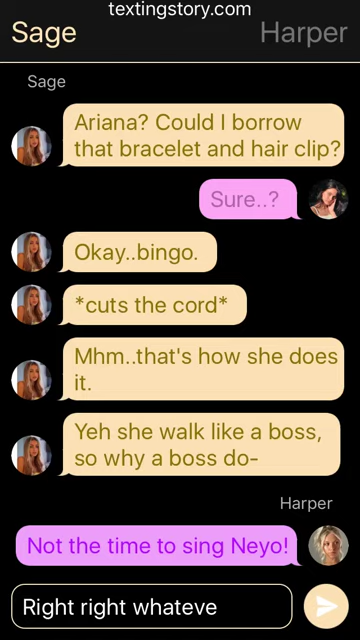 textingstory.com
Sage
Harper
Sage
Ariana? Could I borrow
that bracelet and hair clip?
Sure..?
Okay..bingo.
*cuts the cord*
Mhm..that's how she does
it.
Yeh she walk like a boss,
so why a boss do-
Harper
Not the time to sing Neyo!
Right right whateve